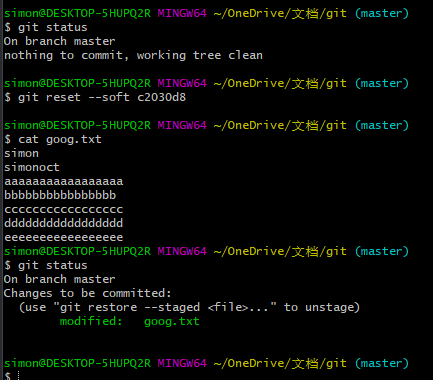 simon@DESKTOP-5HUPQ2R MINGW64 ~/OneDrive/文档/git (master)
$ git status
On branch master
nothing to commit, working tree clean
simon@DESKTOP-5HUPQ2R MINGW64 ~/OneDrive/文档/git (master)
$ git reset --soft c2030d8
simon@DESKTOP-5HUPQ2R MINGW64 ~/OneDrive/文档/git (master)
$ cat goog.txt
simon
simonoct
aaaaaaaaaaaaaaaaa
bbbbbbbbbbbbbbbb
ccccccccccccccccc
ddddddddddddddddd
eeeeeeeeeeeeeeeee
simon@DESKTOP-5HUPQ2R MINGW64 ~/OneDrive/文档/git (master)
$ git status
On branch master
Changes to be committed:
  (use "git restore --staged <file>..." to unstage)
        modified:   goog.txt
simon@DESKTOP-5HUPQ2R MINGW64 ~/OneDrive/文档/git (master)
$